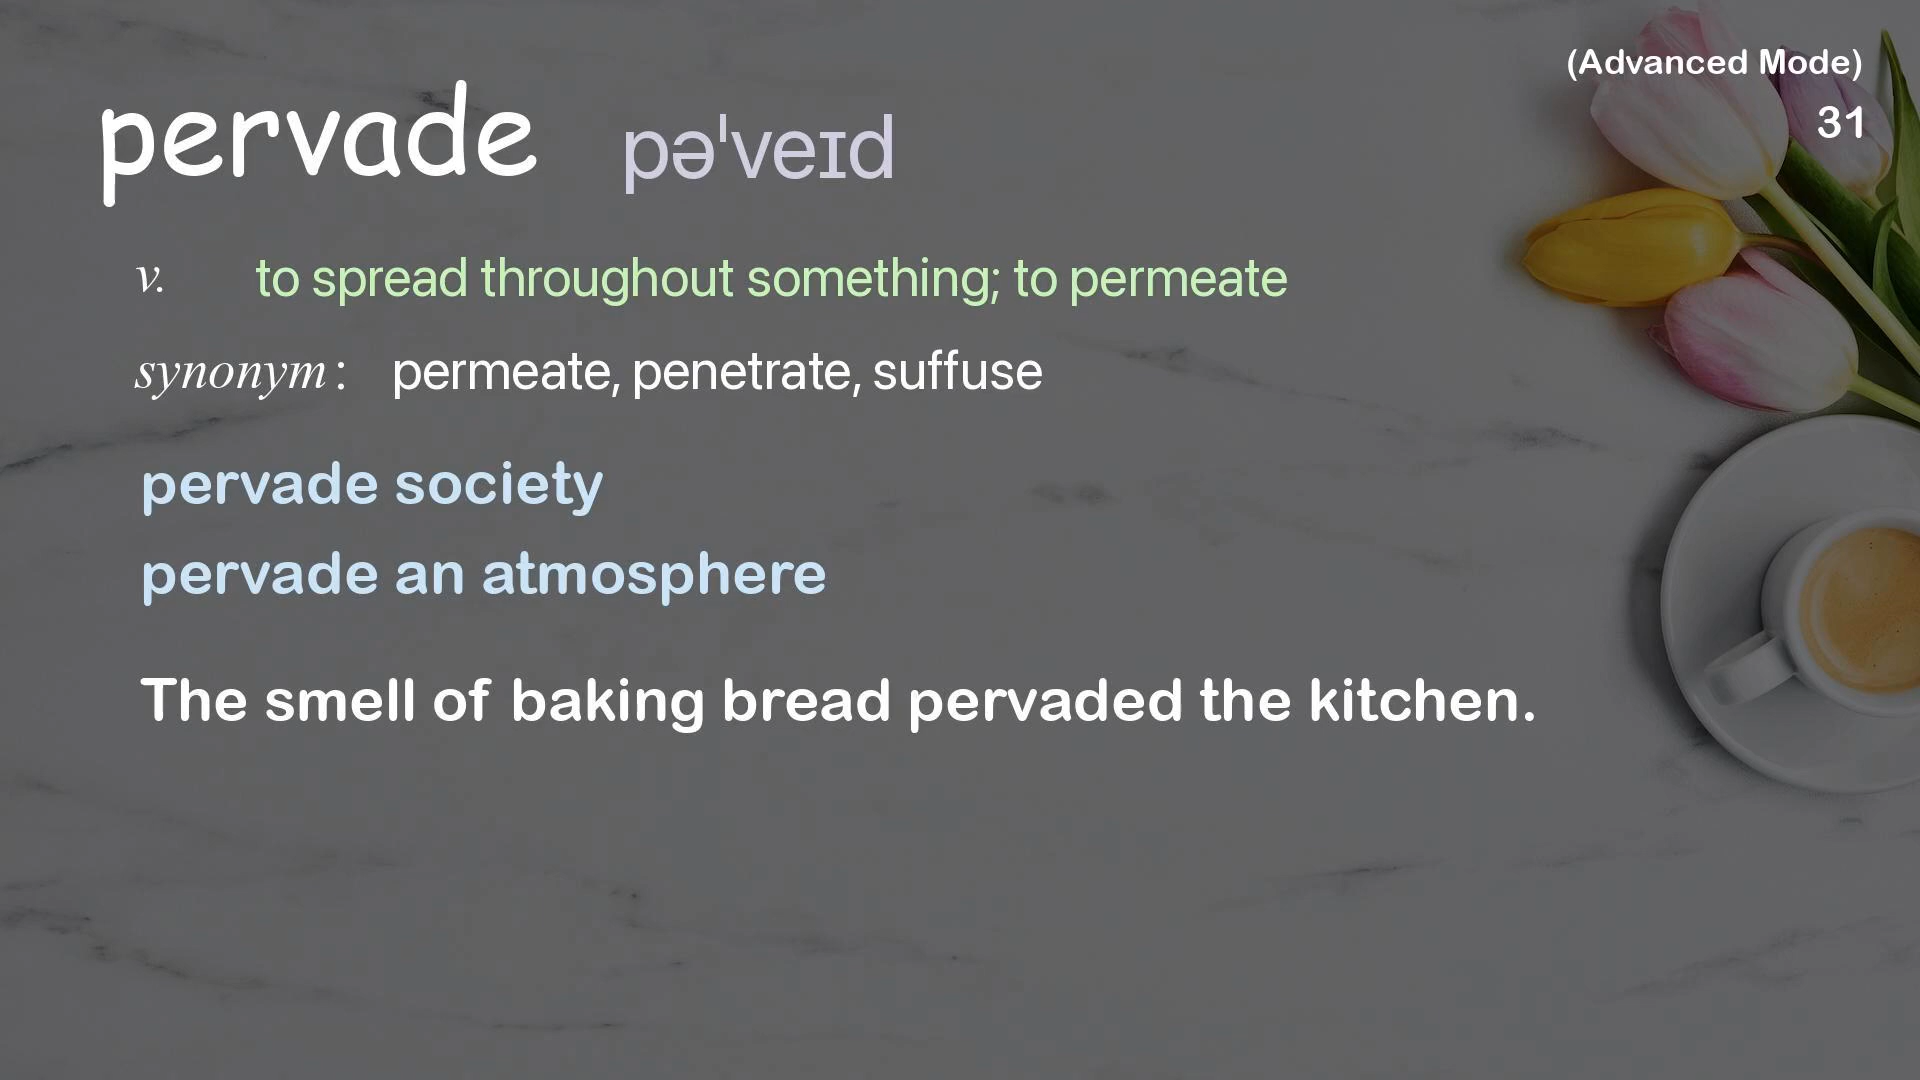 (Advanced Mode)
31
pervade pəˈveɪd
v. to spread throughout something; to permeate
synonym : permeate, penetrate, suffuse
pervade society
pervade an atmosphere
The smell of baking bread pervaded the kitchen.